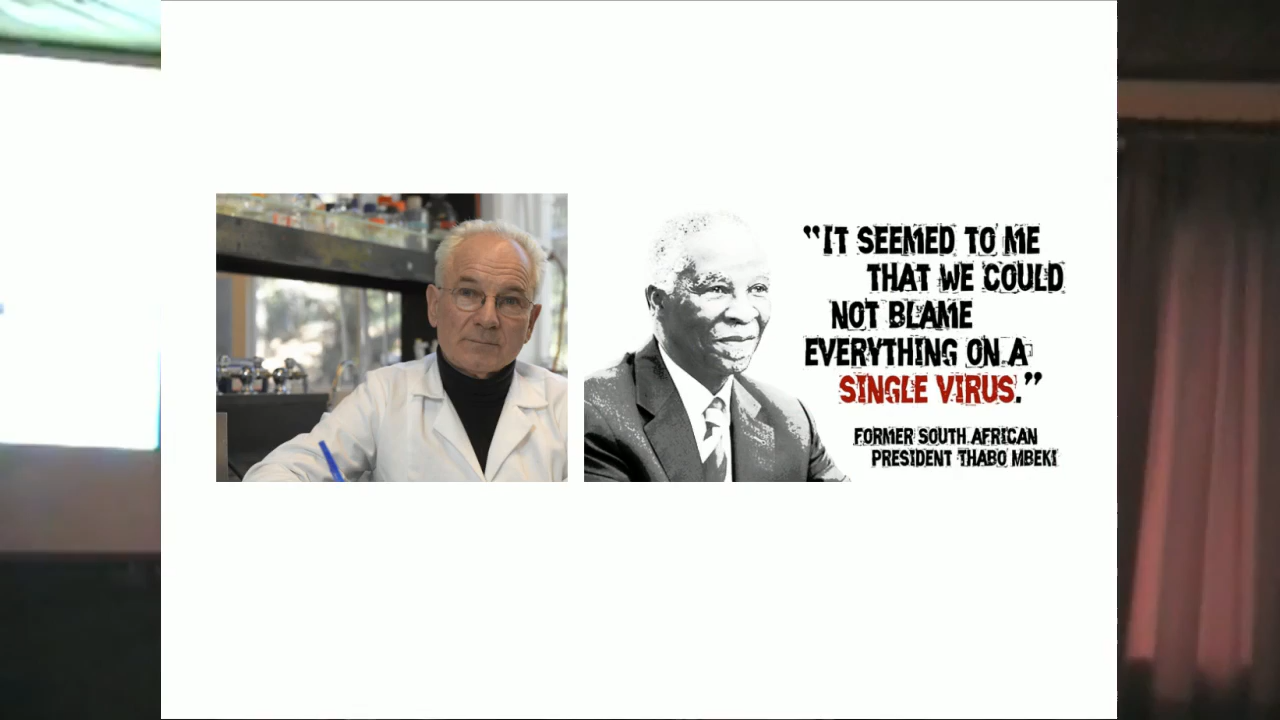 “IT SEEMED TO ME
THAT WE COULD
NOT BLAME
EVERYTHING ON A
SINGLE VIRUS.”
FORMER SOUTH AFRICAN
PRESIDENT THABO MBEKI